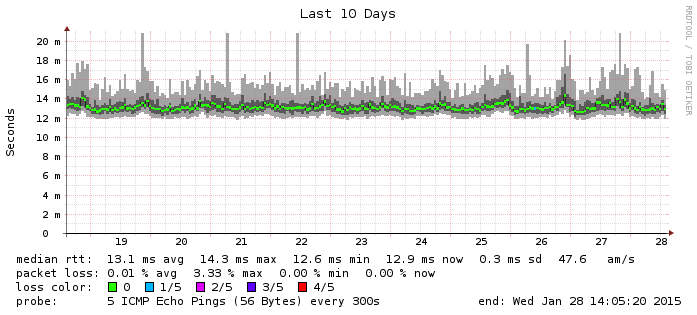 Last 10 Days
RRDTOOL / TOBI OETIKER
Seconds
20 m
18 m
16 m
14 m
12 m
10 m
8 m
6 m
4 m
2 m
0
19 20 21 22 23 24 25 26 27 28
median rtt: 13.1 ms avg 14.3 ms max 12.6 ms min 12.9 ms now 0.3 ms sd 47.6 am/s
packet loss: 0.01 % avg 3.33 % max 0.00 % min 0.00 % now
loss color: 0 1/5 2/5 3/5 4/5
probe: 5 ICMP Echo Pings (56 Bytes) every 300s end: Wed Jan 28 14:05:20 2015